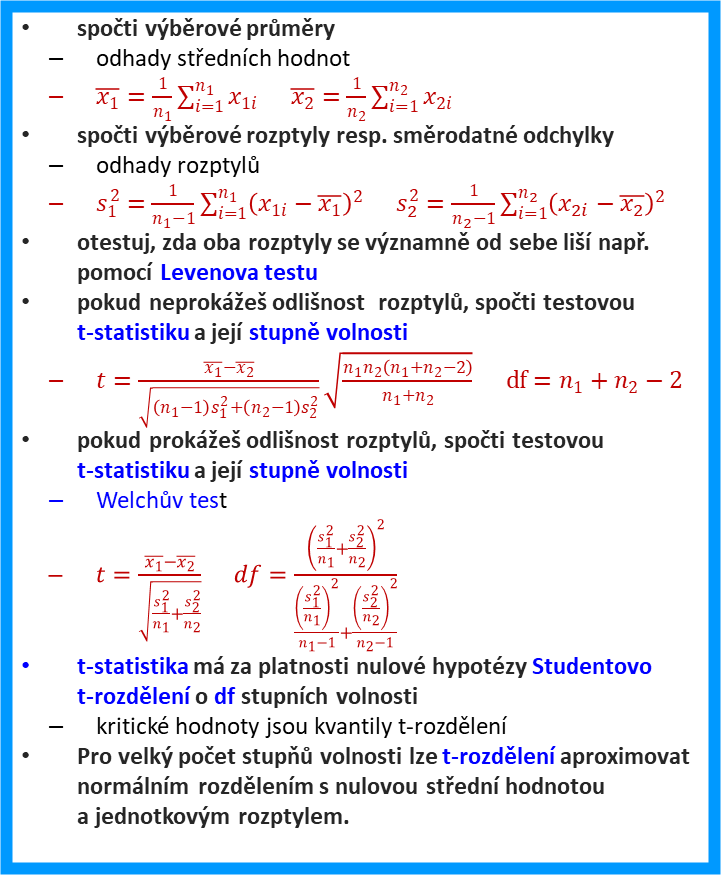 • spočti výběrové průměry
– odhady středních hodnot
– $\overline{x_1} = \frac{1}{n_1}\sum_{i=1}^{n_1} x_{1i}$ $\overline{x_2} = \frac{1}{n_2}\sum_{i=1}^{n_2} x_{2i}$
• spočti výběrové rozptyly resp. směrodatné odchylky
– odhady rozptylů
– $s_1^2 = \frac{1}{n_1-1}\sum_{i=1}^{n_1}(x_{1i} - \overline{x_1})^2$ $s_2^2 = \frac{1}{n_2-1}\sum_{i=1}^{n_2}(x_{2i} - \overline{x_2})^2$
• otestuj, zda oba rozptyly se významně od sebe liší např.
pomocí Levenova testu
• pokud neprokážeš odlišnost rozptylů, spočti testovou
t-statistiku a její stupně volnosti
– $t = \frac{\overline{x_1}-\overline{x_2}}{\sqrt{(n_1-1)s_1^2+(n_2-1)s_2^2}}\sqrt{\frac{n_1n_2(n_1+n_2-2)}{n_1+n_2}}$ $\mathrm{df} = n_1 + n_2 - 2$
• pokud prokážeš odlišnost rozptylů, spočti testovou
t-statistiku a její stupně volnosti
– Welchův test
– $t = \frac{\overline{x_1}-\overline{x_2}}{\sqrt{\frac{s_1^2}{n_1}+\frac{s_2^2}{n_2}}}$ $df = \frac{\left(\frac{s_1^2}{n_1}+\frac{s_2^2}{n_2}\right)^2}{\frac{\left(\frac{s_1^2}{n_1}\right)^2}{n_1-1}+\frac{\left(\frac{s_2^2}{n_2}\right)^2}{n_2-1}}$
• t-statistika má za platnosti nulové hypotézy Studentovo
t-rozdělení o df stupních volnosti
– kritické hodnoty jsou kvantily t-rozdělení
• Pro velký počet stupňů volnosti lze t-rozdělení aproximovat
normálním rozdělením s nulovou střední hodnotou
a jednotkovým rozptylem.